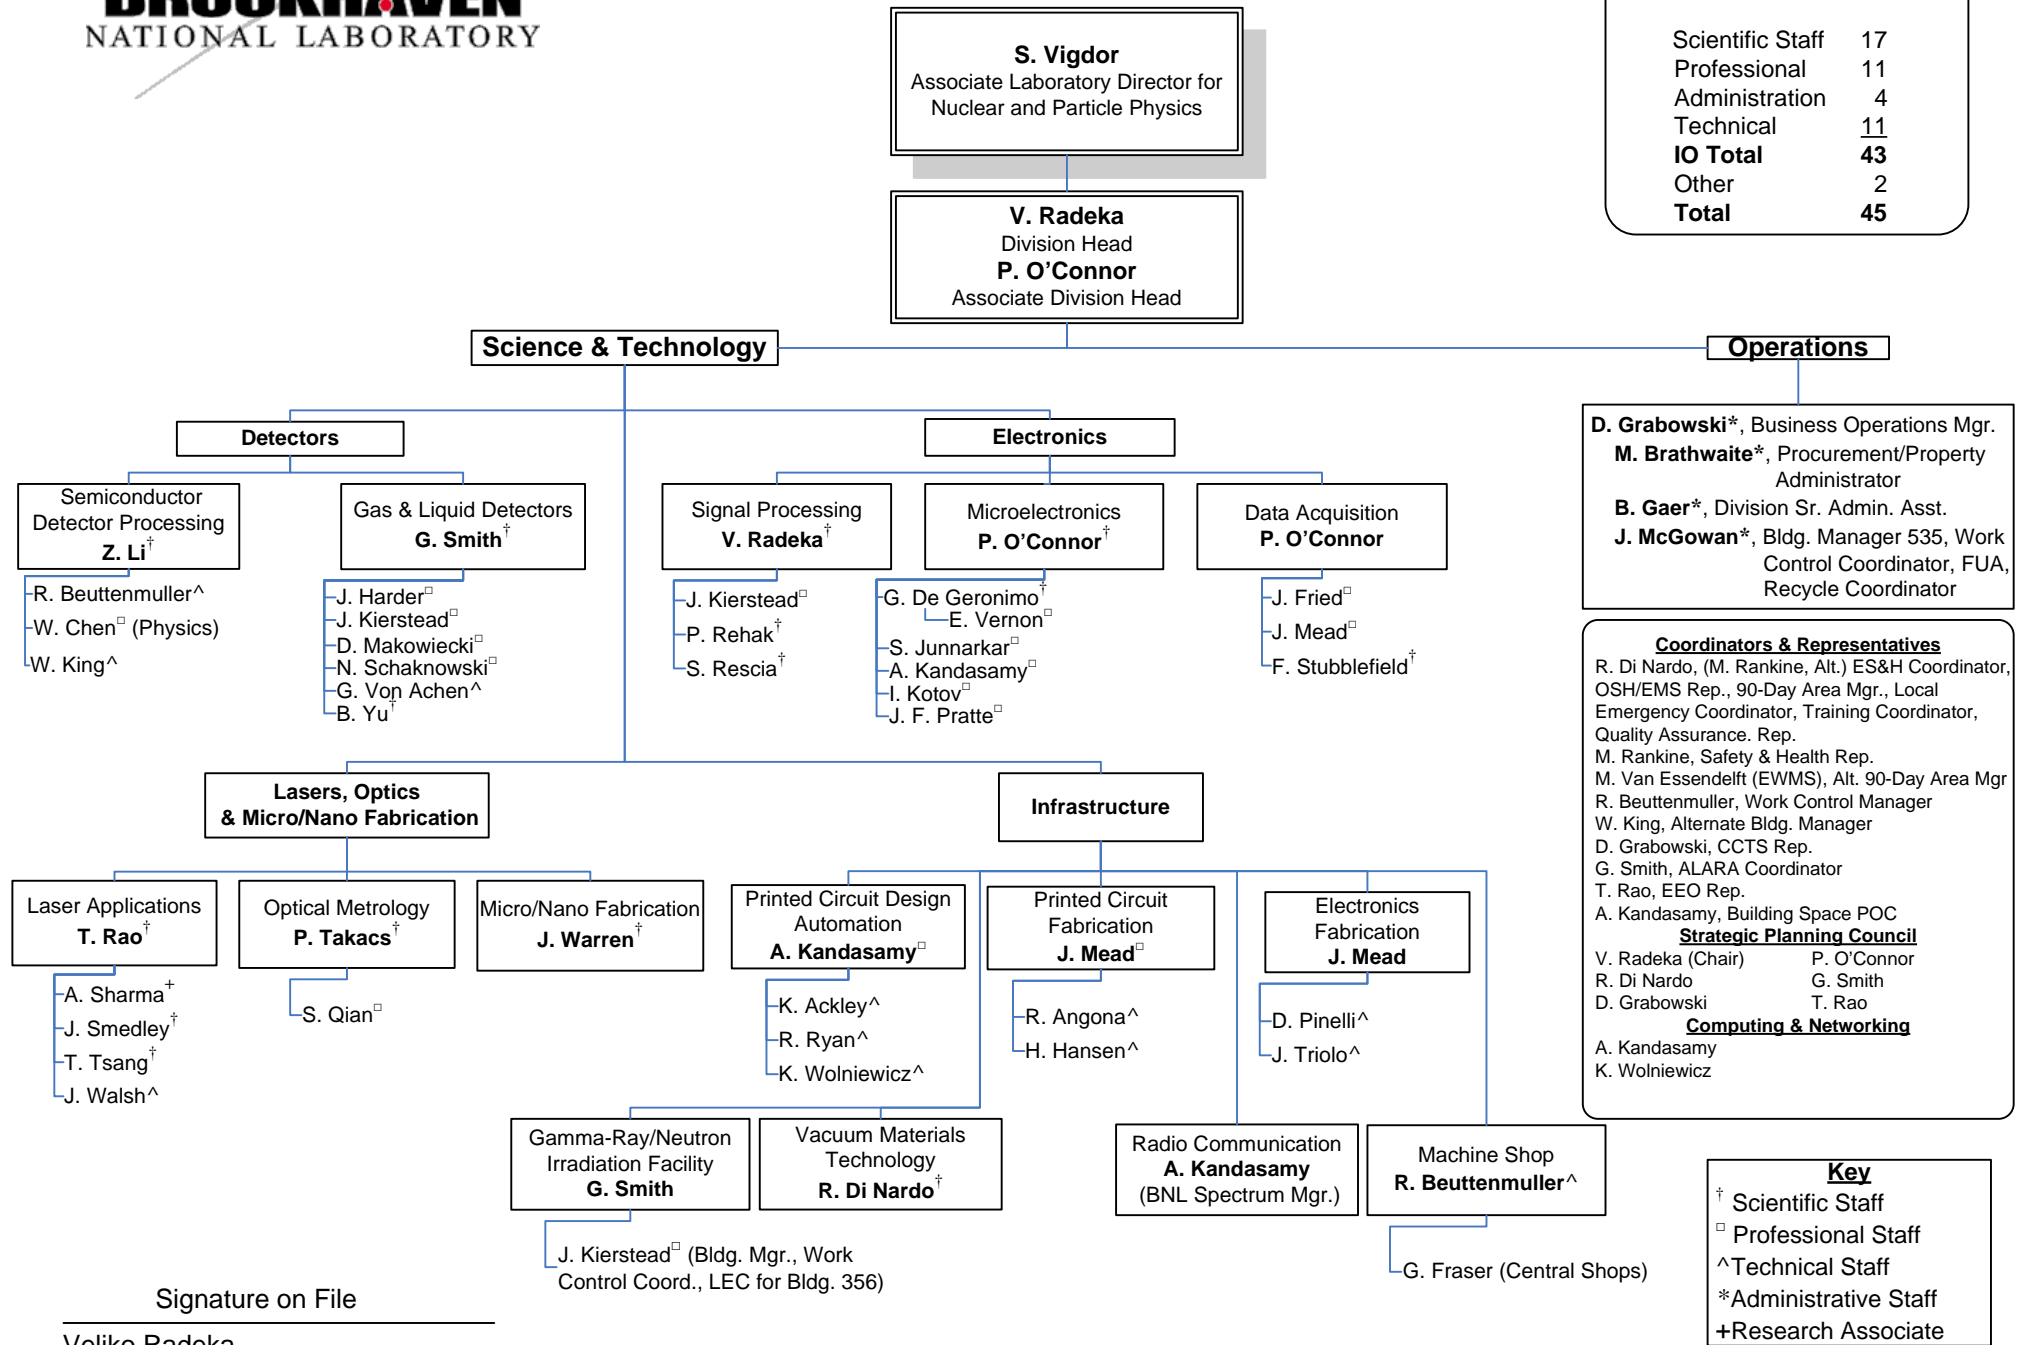 BROOKHAVEN
NATIONAL LABORATORY
S. Vigdor
Associate Laboratory Director for
Nuclear and Particle Physics
Scientific Staff 17
Professional 11
Administration 4
Technical 11
IO Total 43
Other 2
Total 45
V. Radeka
Division Head
P. O’Connor
Associate Division Head
Science & Technology
Operations
Detectors
Electronics
D. Grabowski*, Business Operations Mgr.
M. Brathwaite*, Procurement/Property
Administrator
B. Gaer*, Division Sr. Admin. Asst.
J. McGowan*, Bldg. Manager 535, Work
Control Coordinator, FUA,
Recycle Coordinator
Semiconductor
Detector Processing
Z. Li†
R. Beuttenmuller^
W. Chen□ (Physics)
W. King^
Gas & Liquid Detectors
G. Smith†
J. Harder□
J. Kierstead□
D. Makowiecki□
N. Schaknowski□
G. Von Achen^
B. Yu†
Signal Processing
V. Radeka†
J. Kierstead□
P. Rehak†
S. Rescia†
Microelectronics
P. O’Connor†
G. De Geronimo†
E. Vernon□
S. Junnarkar□
A. Kandasamy□
I. Kotov□
J. F. Pratte□
Data Acquisition
P. O’Connor
J. Fried□
J. Mead□
F. Stubblefield†
Coordinators & Representatives
R. Di Nardo, (M. Rankine, Alt.) ES&H Coordinator,
OSH/EMS Rep., 90-Day Area Mgr., Local
Emergency Coordinator, Training Coordinator,
Quality Assurance. Rep.
M. Rankine, Safety & Health Rep.
M. Van Essendelft (EWMS), Alt. 90-Day Area Mgr
R. Beuttenmuller, Work Control Manager
W. King, Alternate Bldg. Manager
D. Grabowski, CCTS Rep.
G. Smith, ALARA Coordinator
T. Rao, EEO Rep.
A. Kandasamy, Building Space POC
Strategic Planning Council
V. Radeka (Chair) P. O’Connor
R. Di Nardo G. Smith
D. Grabowski T. Rao
Computing & Networking
A. Kandasamy
K. Wolniewicz
Lasers, Optics
& Micro/Nano Fabrication
Infrastructure
Laser Applications
T. Rao†
A. Sharma+
J. Smedley†
T. Tsang†
J. Walsh^
Optical Metrology
P. Takacs†
S. Qian□
Micro/Nano Fabrication
J. Warren†
Printed Circuit Design
Automation
A. Kandasamy□
K. Ackley^
R. Ryan^
K. Wolniewicz^
Printed Circuit
Fabrication
J. Mead□
R. Angona^
H. Hansen^
Electronics
Fabrication
J. Mead
D. Pinelli^
J. Triolo^
Gamma-Ray/Neutron
Irradiation Facility
G. Smith
J. Kierstead□ (Bldg. Mgr., Work
Control Coord., LEC for Bldg. 356)
Vacuum Materials
Technology
R. Di Nardo†
Radio Communication
A. Kandasamy
(BNL Spectrum Mgr.)
Machine Shop
R. Beuttenmuller^
G. Fraser (Central Shops)
Key
† Scientific Staff
□ Professional Staff
^Technical Staff
*Administrative Staff
+Research Associate
Signature on File
Veljko Radeka